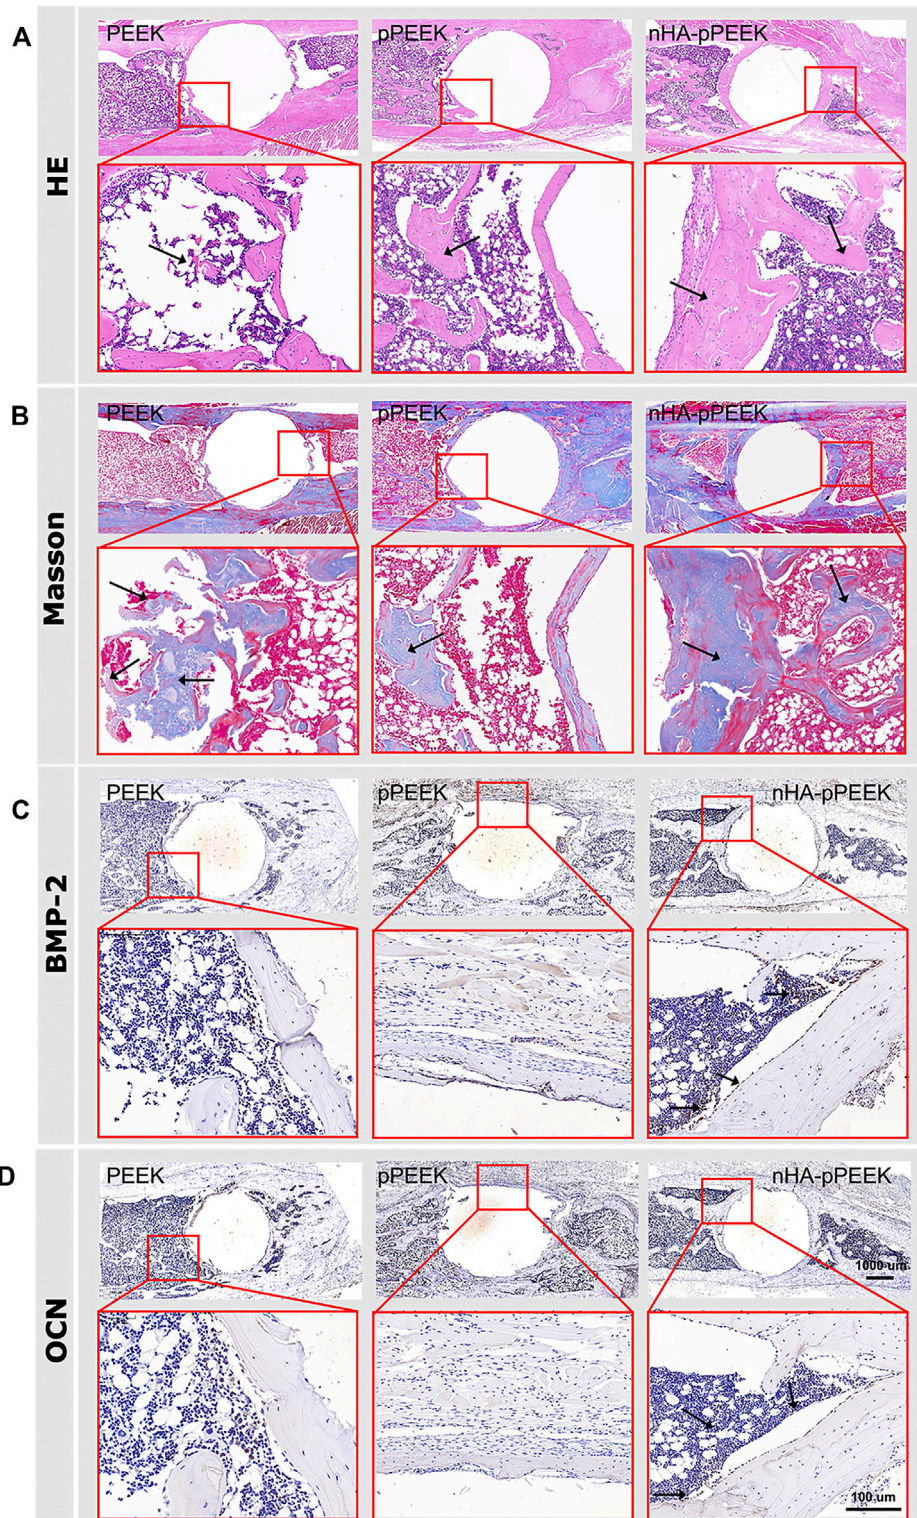 A
HE
PEEK
pPEEK
nHA-pPEEK
B
Masson
PEEK
pPEEK
nHA-pPEEK
C
BMP-2
PEEK
pPEEK
nHA-pPEEK
D
OCN
PEEK
pPEEK
nHA-pPEEK
1000 um
100 um